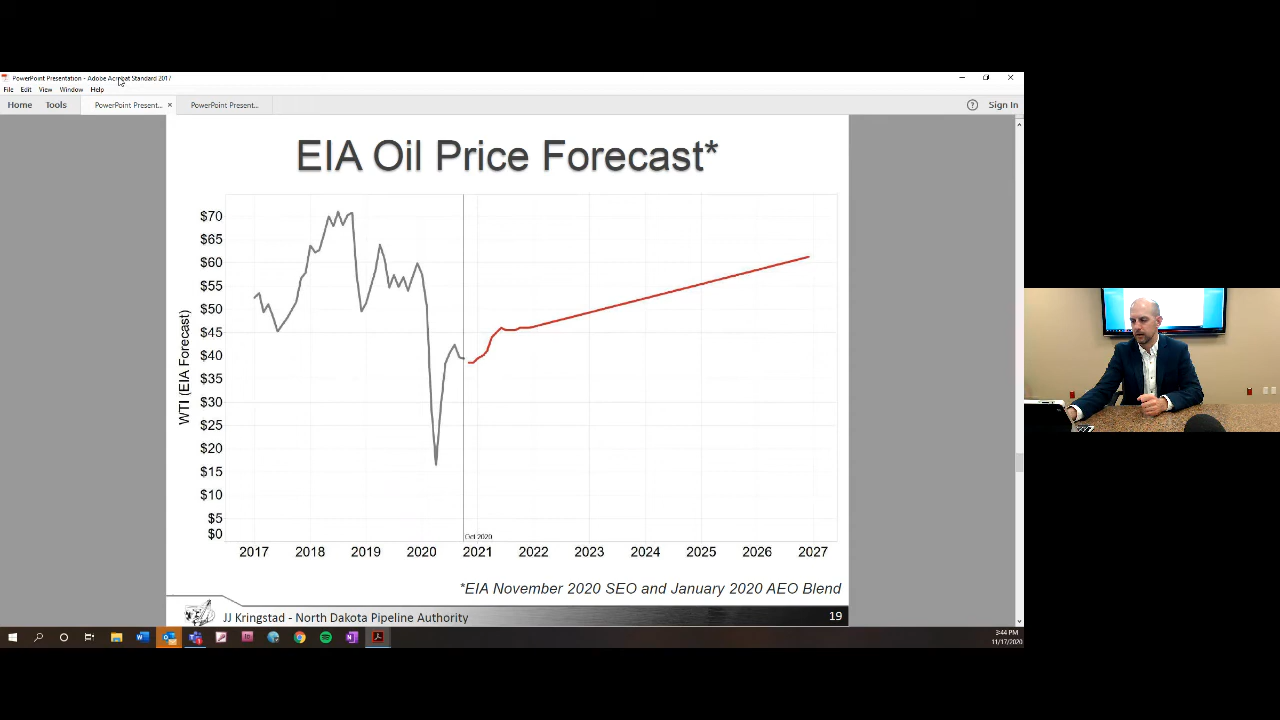 PowerPoint Presentation - Adobe Acrobat Standard 2017
File Edit View Window Help
Home Tools PowerPoint Present... × PowerPoint Present... ? Sign In
EIA Oil Price Forecast*
WTI (EIA Forecast)
$70
$65
$60
$55
$50
$45
$40
$35
$30
$25
$20
$15
$10
$5
$0
Oct 2020
2017 2018 2019 2020 2021 2022 2023 2024 2025 2026 2027
*EIA November 2020 SEO and January 2020 AEO Blend
JJ Kringstad - North Dakota Pipeline Authority 19
3:44 PM
11/17/2020